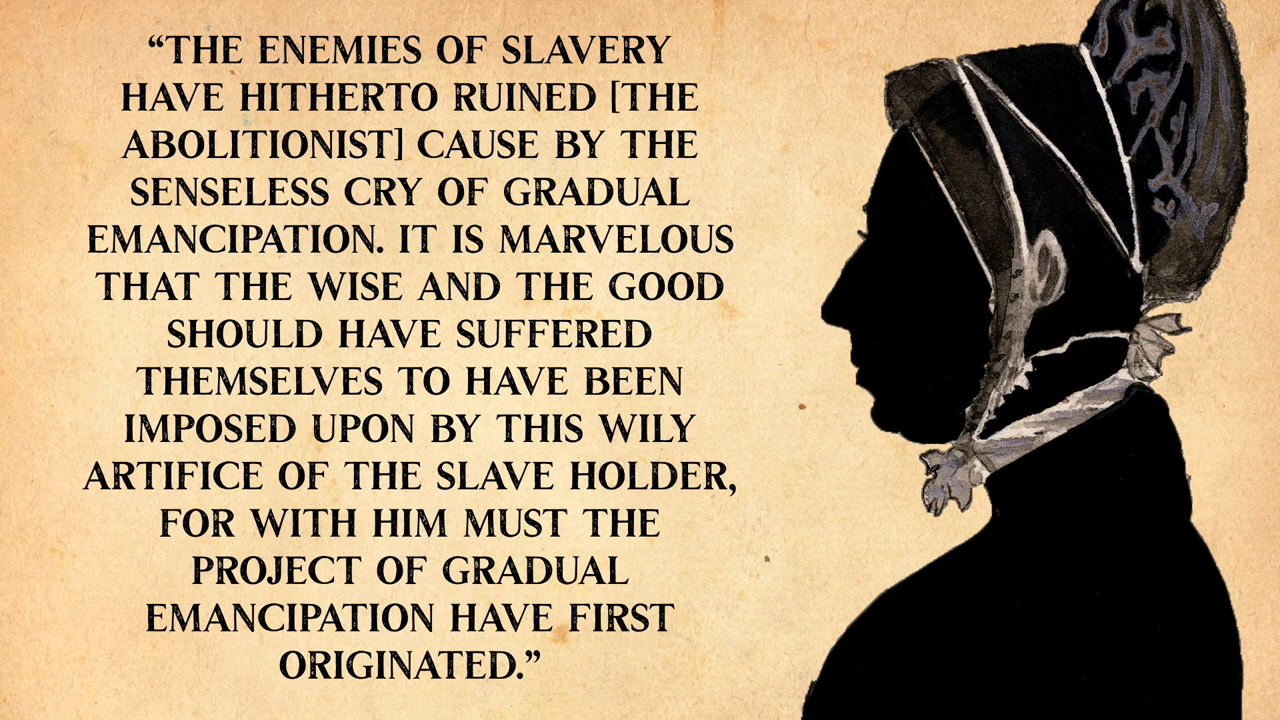 “THE ENEMIES OF SLAVERY
HAVE HITHERTO RUINED [THE
ABOLITIONIST] CAUSE BY THE
SENSELESS CRY OF GRADUAL
EMANCIPATION. IT IS MARVELOUS
THAT THE WISE AND THE GOOD
SHOULD HAVE SUFFERED
THEMSELVES TO HAVE BEEN
IMPOSED UPON BY THIS WILY
ARTIFICE OF THE SLAVE HOLDER,
FOR WITH HIM MUST THE
PROJECT OF GRADUAL
EMANCIPATION HAVE FIRST
ORIGINATED.”